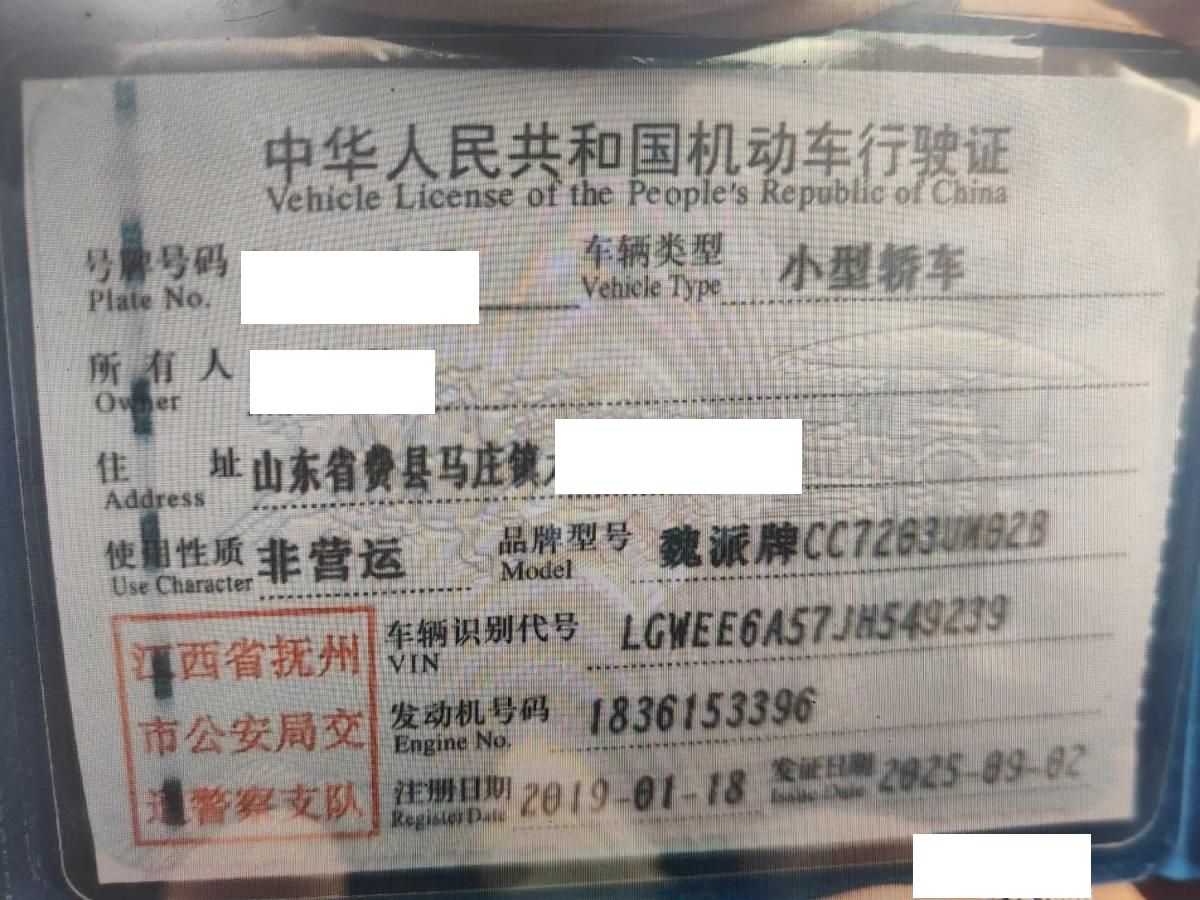 中华人民共和国机动车行驶证
Vehicle License of the People's Republic of China
号牌号码 车辆类型 小型轿车
Plate No. Vehicle Type
所有人
Owner
住址 山东省费县马庄镇
Address
使用性质 非营运 品牌型号 魏派牌CC7203UM02B
Use Character Model
江西省抚州
市公安局交
通警察支队
车辆识别代号 LGWEE6A57JH549239
VIN
发动机号码 1836153396
Engine No.
注册日期 2019-01-18 发证日期 2025-09-02
Register Date Issue Date